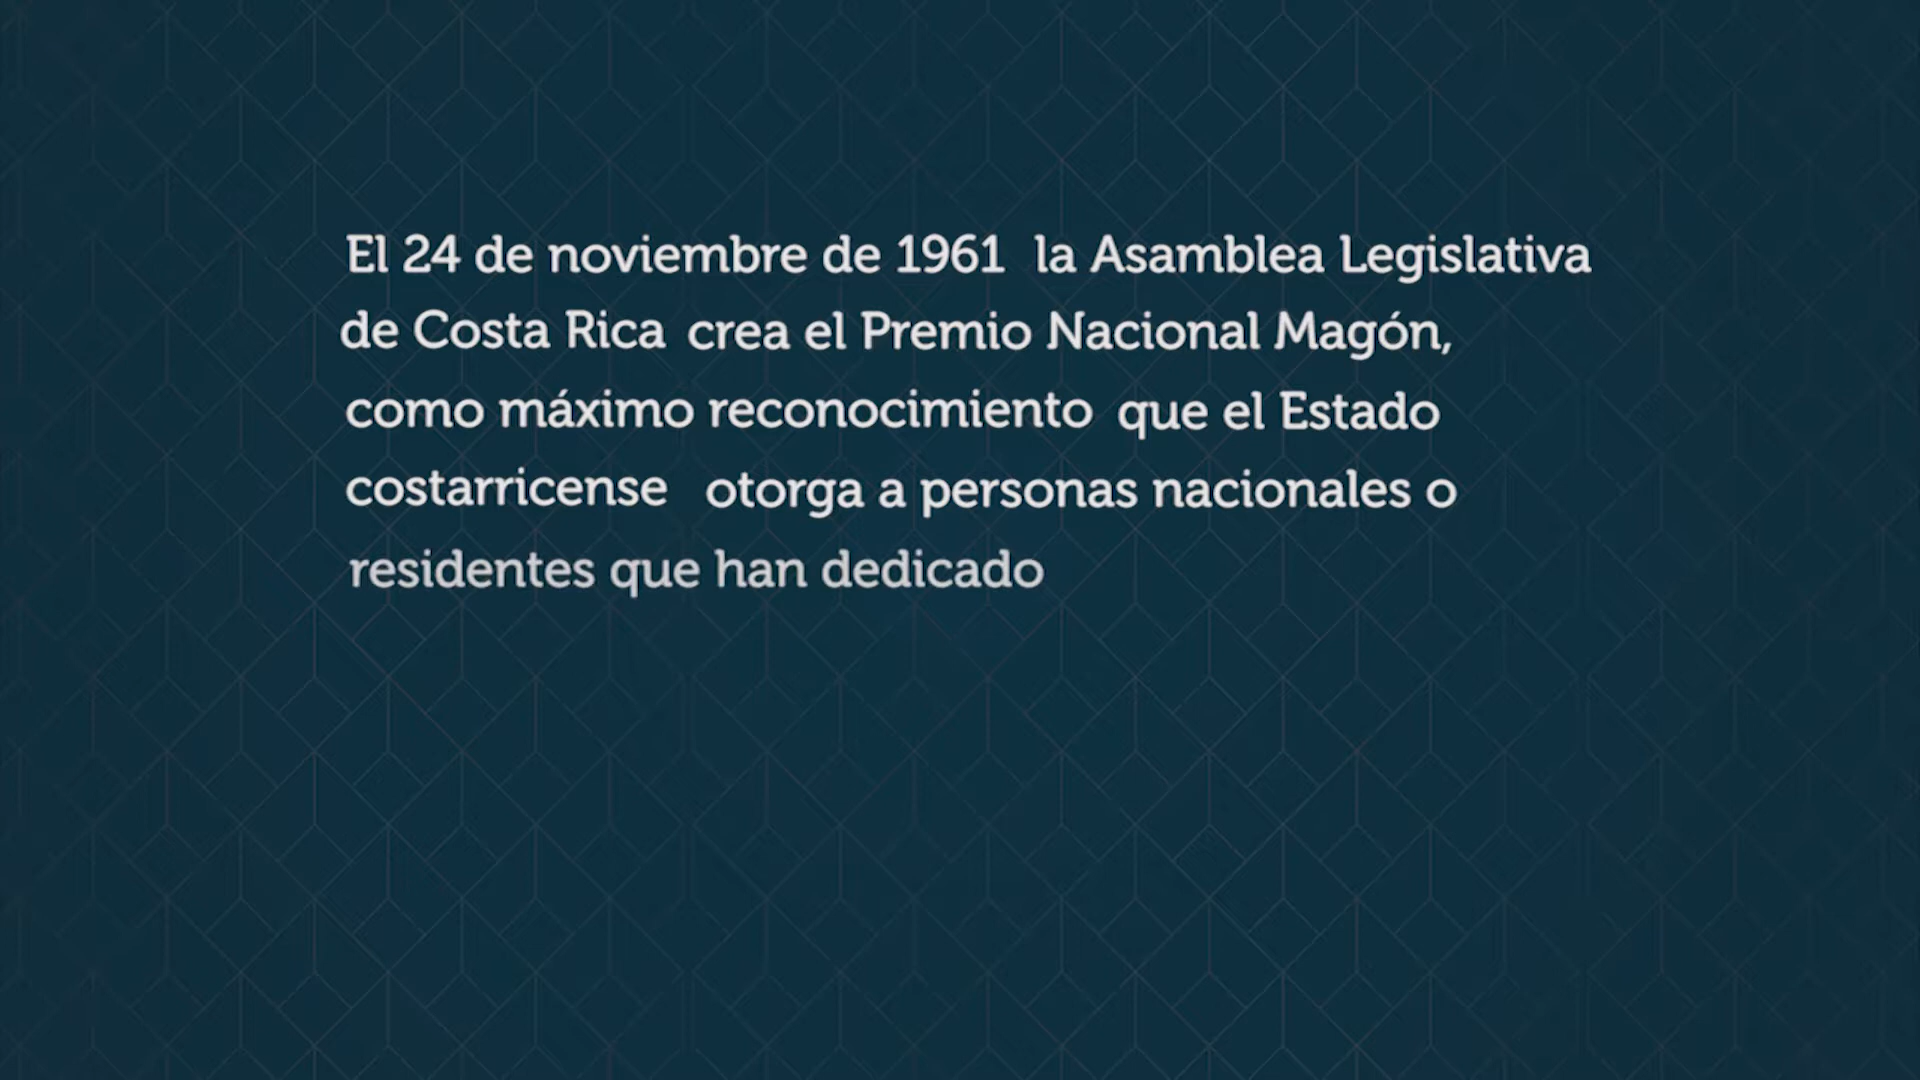 El 24 de noviembre de 1961 la Asamblea Legislativa
de Costa Rica crea el Premio Nacional Magón,
como máximo reconocimiento que el Estado
costarricense otorga a personas nacionales o
residentes que han dedicado